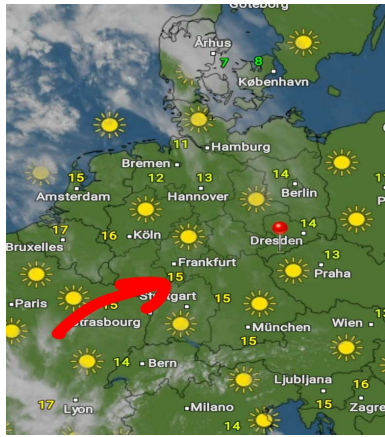 Göteborg
Århus
7
8
København
11
Hamburg
Bremen
15
12
13
14
Amsterdam
Hannover
Berlin
17
16
Köln
14
Bruxelles
Dresden
Frankfurt
13
15
Praha
Paris
15
15
Strasbourg
München
Wien
15
14
Bern
Ljubljana
16
17
Lyon
Milano
15
14